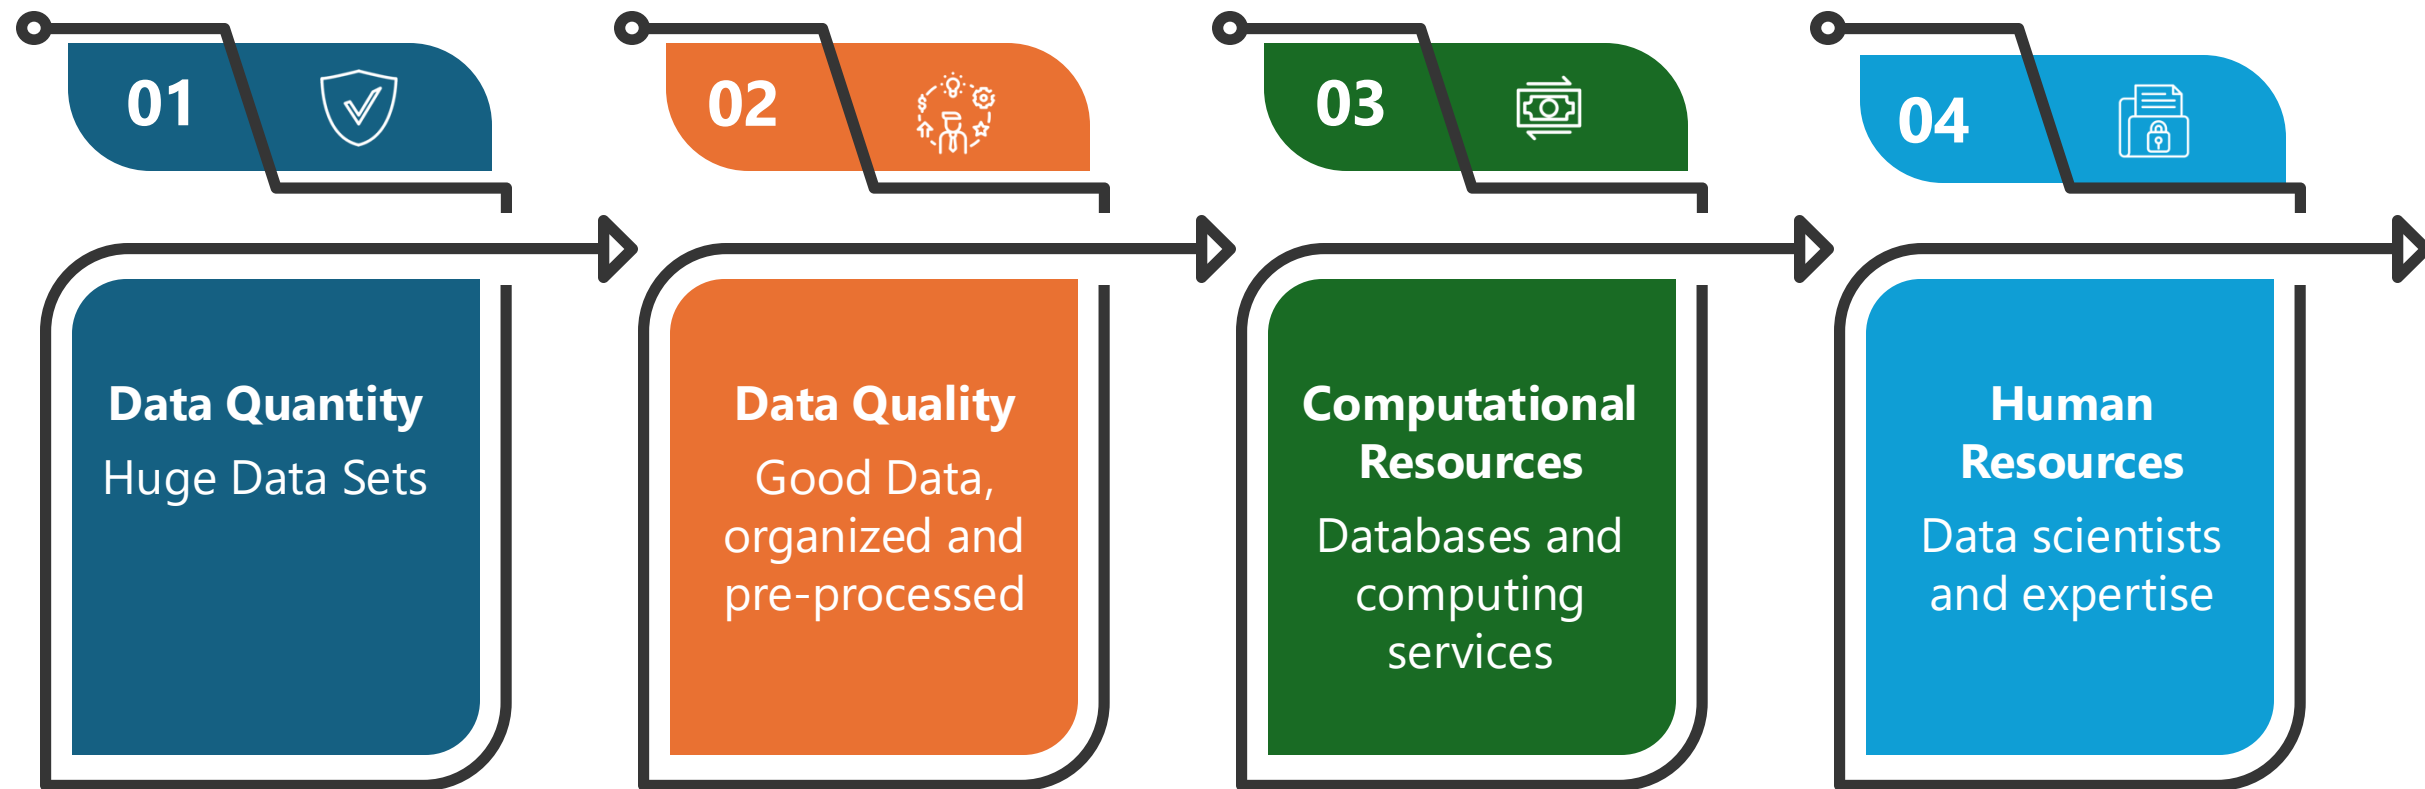 01
02
03
04
Data Quantity
Huge Data Sets
Data Quality
Good Data,
organized and
pre-processed
Computational
Resources
Databases and
computing
services
Human
Resources
Data scientists
and expertise